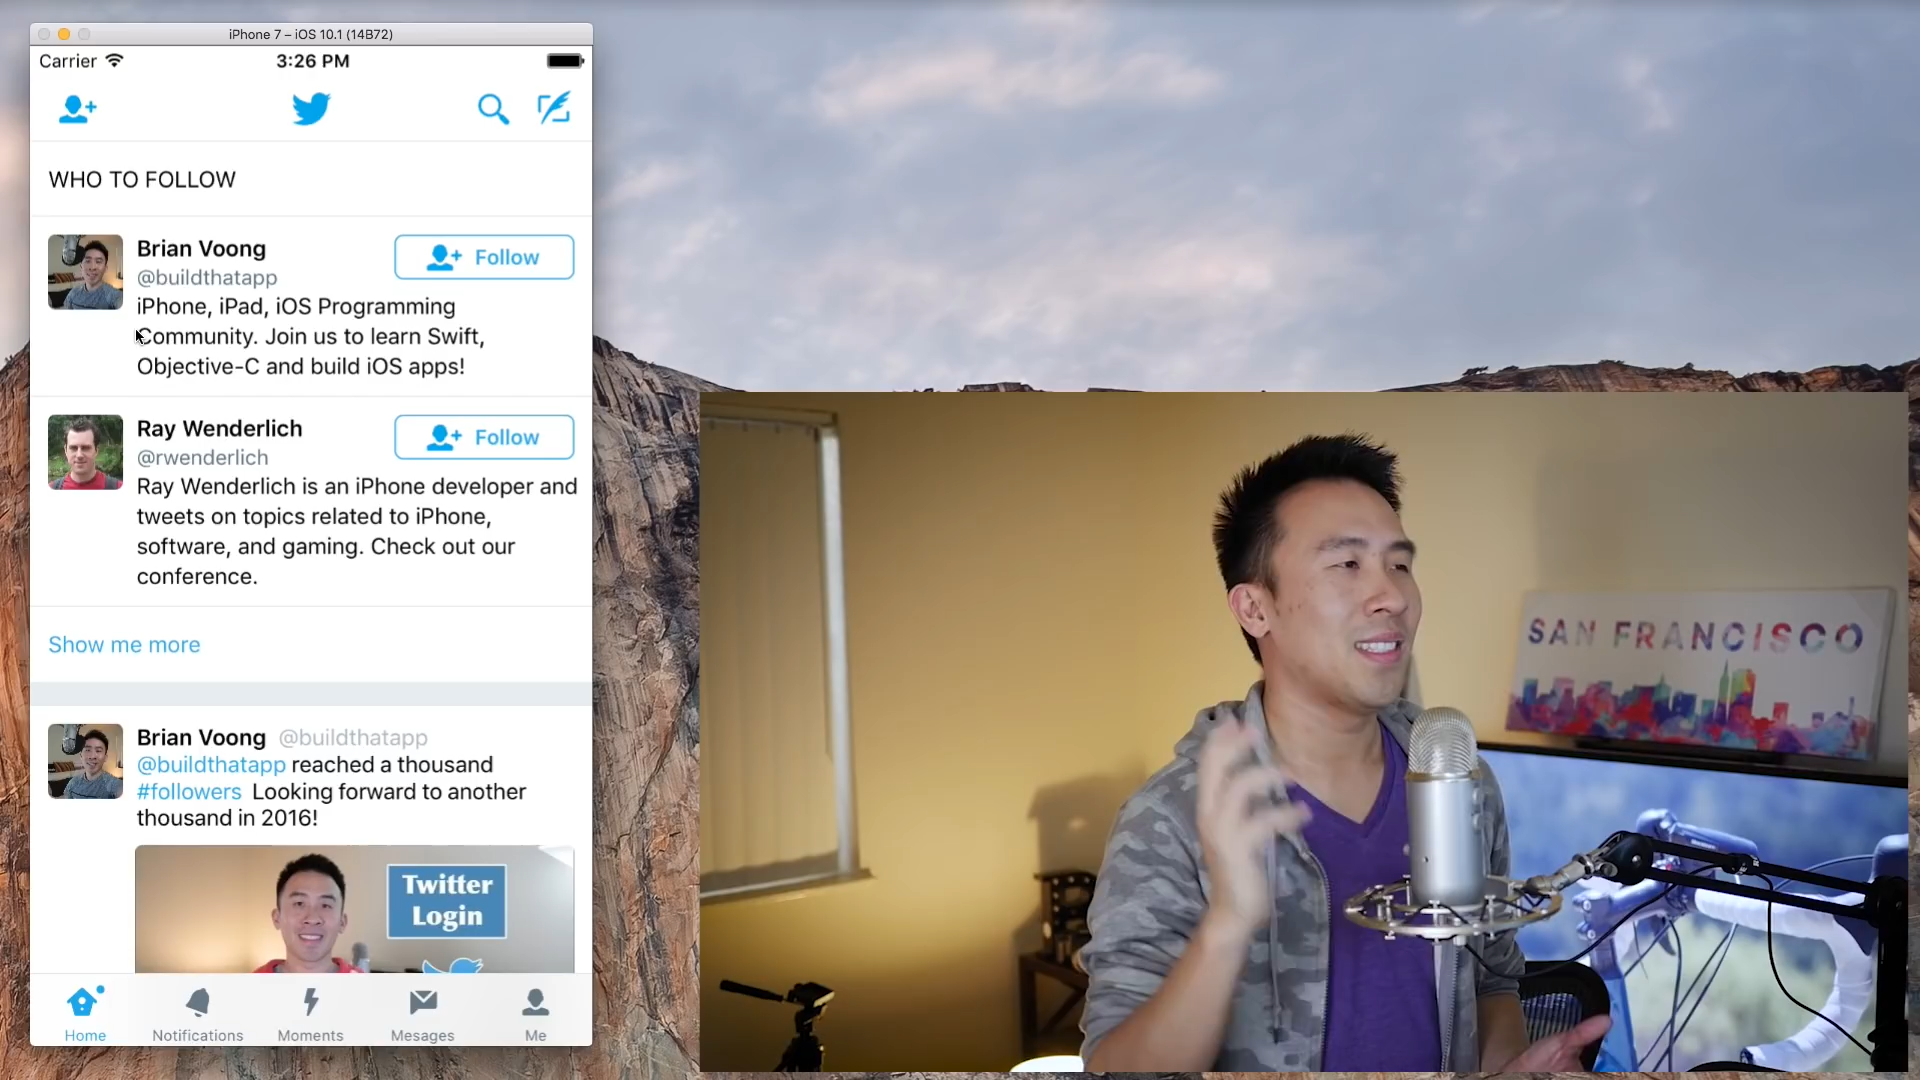 iPhone 7 – iOS 10.1 (14B72)
Carrier
3:26 PM
WHO TO FOLLOW
Brian Voong
Follow
@buildthatapp
iPhone, iPad, iOS Programming
Community. Join us to learn Swift,
Objective-C and build iOS apps!
Ray Wenderlich
Follow
@rwenderlich
Ray Wenderlich is an iPhone developer and
tweets on topics related to iPhone,
software, and gaming. Check out our
conference.
Show me more
Brian Voong @buildthatapp
@buildthatapp reached a thousand
#followers Looking forward to another
thousand in 2016!
Twitter
Login
Home
Notifications
Moments
Mesages
Me
SAN FRANCISCO